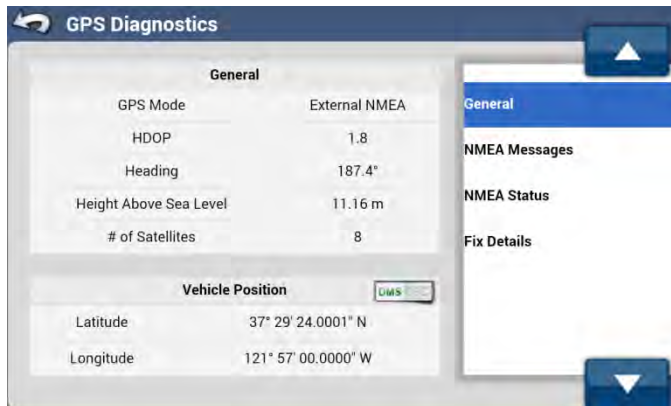 GPS Diagnostics
General
GPS Mode External NMEA
HDOP 1.8
Heading 187.4°
Height Above Sea Level 11.16 m
# of Satellites 8
Vehicle Position DMS
Latitude 37° 29' 24.0001" N
Longitude 121° 57' 00.0000" W
General
NMEA Messages
NMEA Status
Fix Details